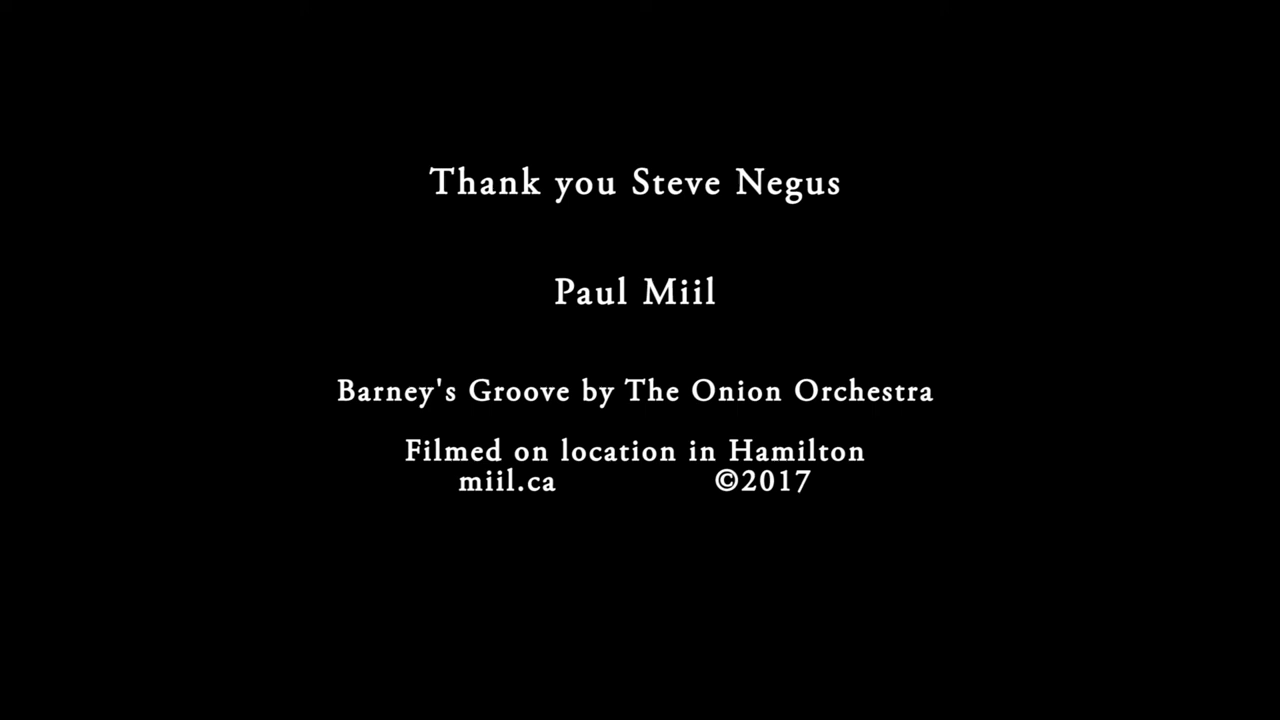 Thank you Steve Negus
Paul Miil
Barney's Groove by The Onion Orchestra
Filmed on location in Hamilton
miil.ca ©2017